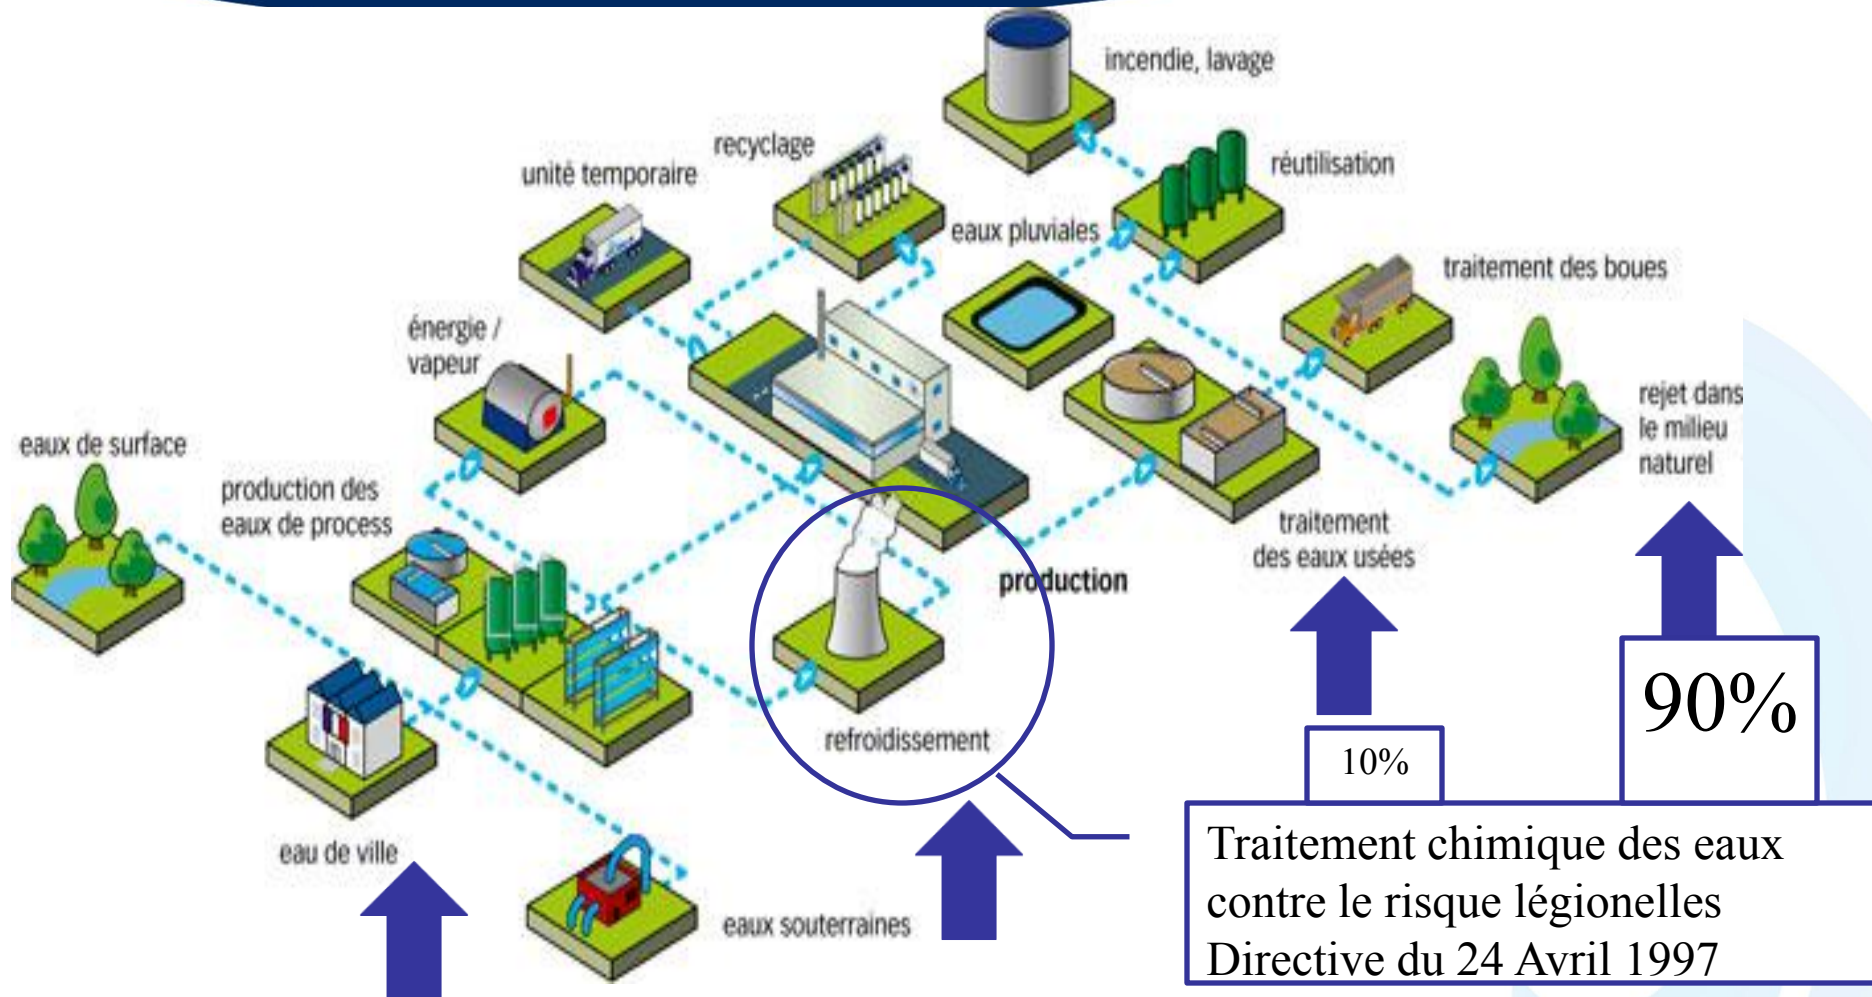 incendie, lavage
recyclage
réutilisation
unité temporaire
eaux pluviales
traitement des boues
énergie /
vapeur
rejet dans
le milieu
naturel
eaux de surface
production des
eaux de process
traitement
des eaux usées
production
refroidissement
90%
10%
eau de ville
eaux souterraines
Traitement chimique des eaux
contre le risque légionelles
Directive du 24 Avril 1997